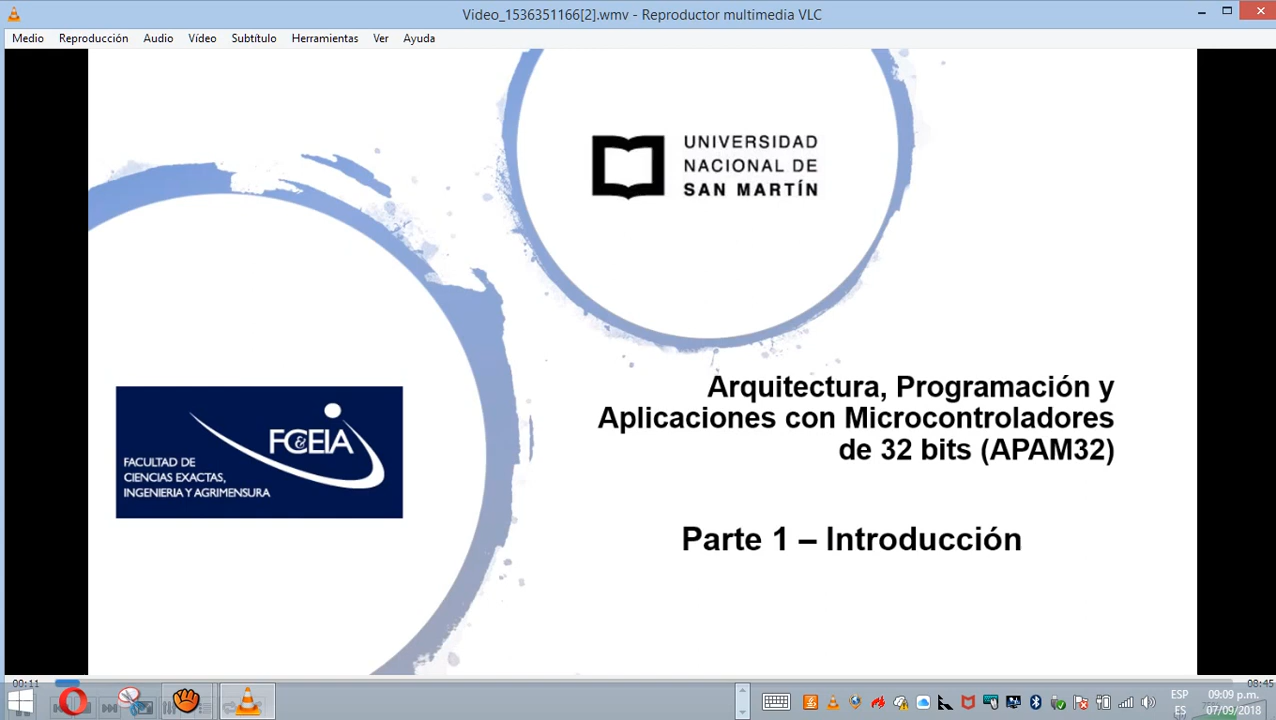 Video_1536351166[2].wmv - Reproductor multimedia VLC
Medio Reproducción Audio Vídeo Subtítulo Herramientas Ver Ayuda
UNIVERSIDAD
NACIONAL DE
SAN MARTÍN
Arquitectura, Programación y
Aplicaciones con Microcontroladores
de 32 bits (APAM32)
FC&EIA
FACULTAD DE
CIENCIAS EXACTAS,
INGENIERIA Y AGRIMENSURA
Parte 1 – Introducción
00:11 08:45
ESP 09:09 p.m.
ES 07/09/2018